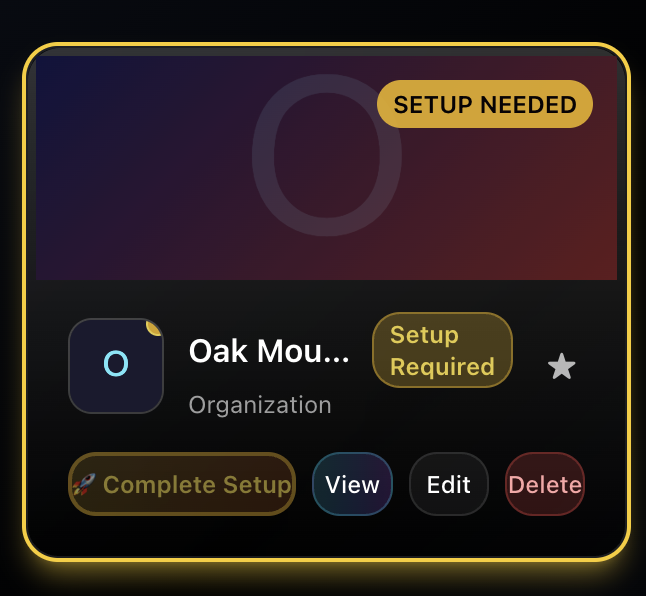 O
SETUP NEEDED
O
Oak Mou...
Setup
Required
Organization
🚀 Complete Setup
View
Edit
Delete